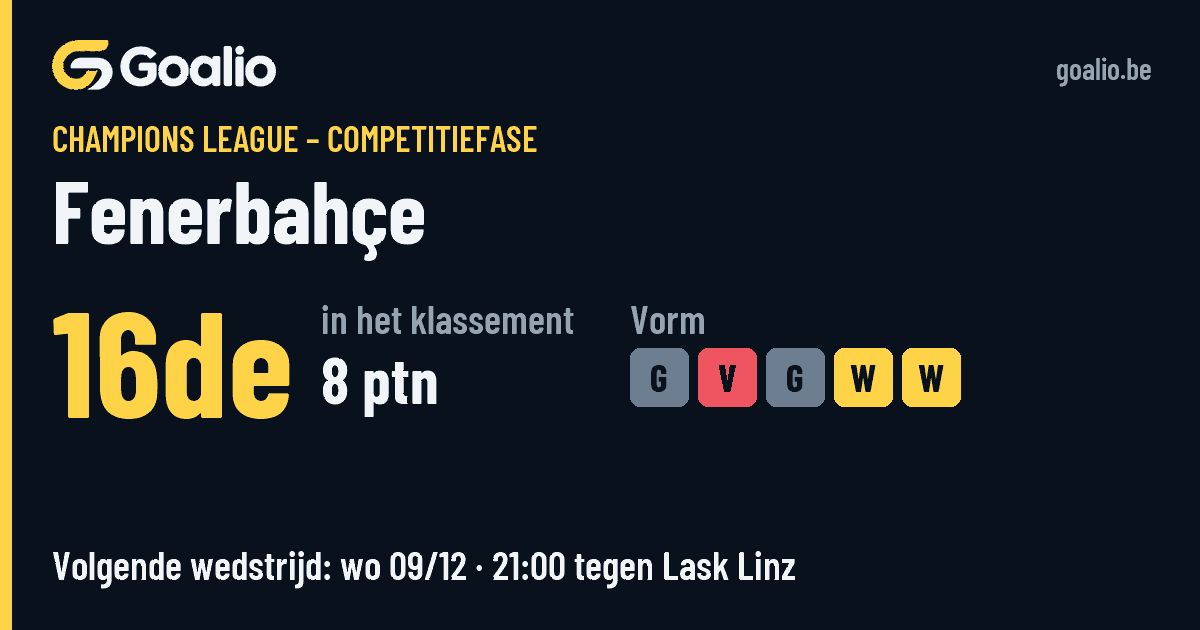 Goalio
goalio.be
CHAMPIONS LEAGUE – COMPETITIEFASE
Fenerbahçe
16de
in het klassement
8 ptn
Vorm
G V G W W
Volgende wedstrijd: wo 09/12 · 21:00 tegen Lask Linz